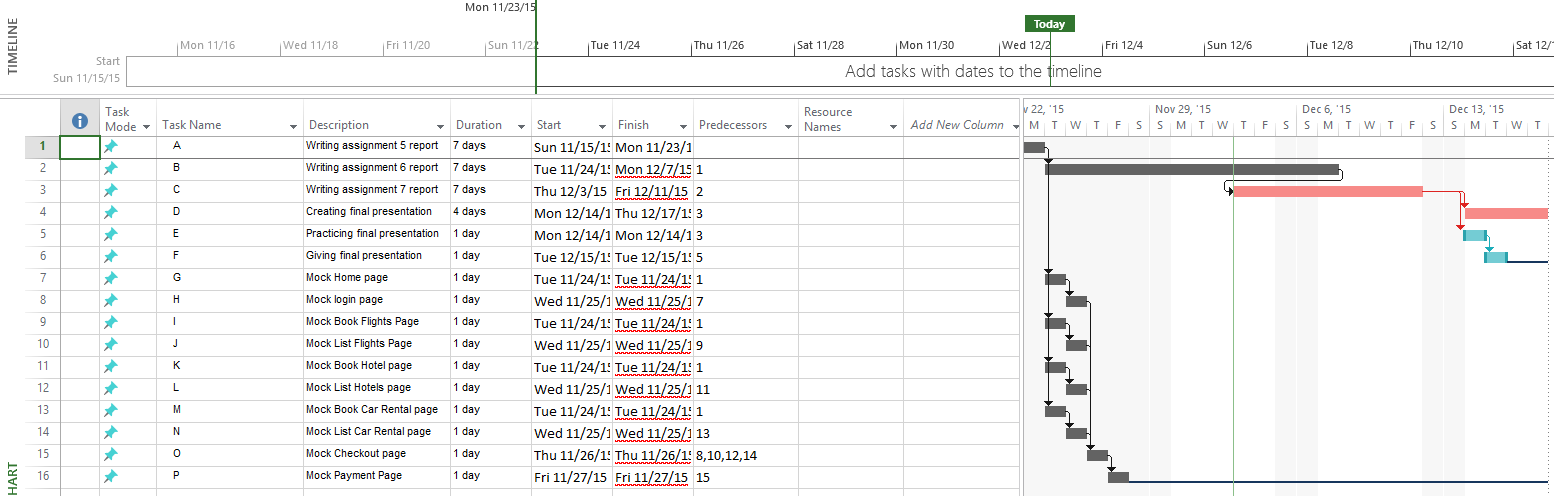 Mon 11/23/15
Today
TIMELINE
Mon 11/16 Wed 11/18 Fri 11/20 Sun 11/22 Tue 11/24 Thu 11/26 Sat 11/28 Mon 11/30 Wed 12/2 Fri 12/4 Sun 12/6 Tue 12/8 Thu 12/10 Sat 12/1
Start
Sun 11/15/15
Add tasks with dates to the timeline
Task Mode Task Name Description Duration Start Finish Predecessors Resource Names Add New Column
22, '15 Nov 29, '15 Dec 6, '15 Dec 13, '15
M T W T F S S M T W T F S S M T W T F S S M T W T
1 A Writing assignment 5 report 7 days Sun 11/15/15 Mon 11/23/1
2 B Writing assignment 6 report 7 days Tue 11/24/15 Mon 12/7/15 1
3 C Writing assignment 7 report 7 days Thu 12/3/15 Fri 12/11/15 2
4 D Creating final presentation 4 days Mon 12/14/1 Thu 12/17/15 3
5 E Practicing final presentation 1 day Mon 12/14/1 Mon 12/14/1 3
6 F Giving final presentation 1 day Tue 12/15/15 Tue 12/15/15 5
7 G Mock Home page 1 day Tue 11/24/15 Tue 11/24/15 1
8 H Mock login page 1 day Wed 11/25/1 Wed 11/25/1 7
9 I Mock Book Flights Page 1 day Tue 11/24/15 Tue 11/24/15 1
10 J Mock List Flights Page 1 day Wed 11/25/1 Wed 11/25/1 9
11 K Mock Book Hotel page 1 day Tue 11/24/15 Tue 11/24/15 1
12 L Mock List Hotels page 1 day Wed 11/25/1 Wed 11/25/1 11
13 M Mock Book Car Rental page 1 day Tue 11/24/15 Tue 11/24/15 1
14 N Mock List Car Rental page 1 day Wed 11/25/1 Wed 11/25/1 13
15 O Mock Checkout page 1 day Thu 11/26/15 Thu 11/26/15 8,10,12,14
16 P Mock Payment Page 1 day Fri 11/27/15 Fri 11/27/15 15
HART